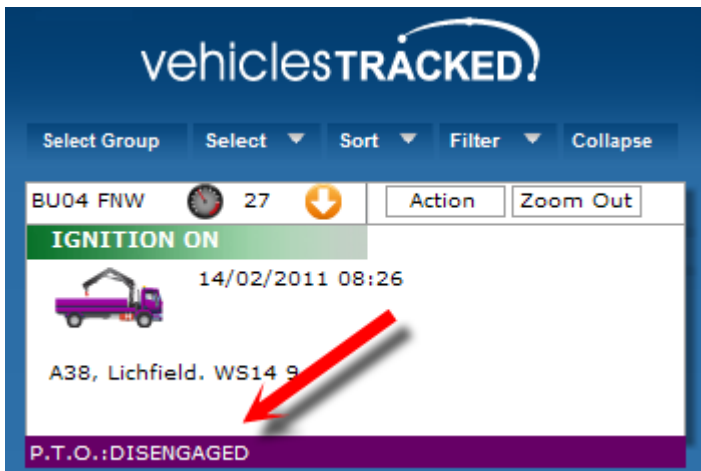 vehiclesTRACKED!
Select Group Select Sort Filter Collapse
BU04 FNW 27 Action Zoom Out
IGNITION ON
14/02/2011 08:26
A38, Lichfield. WS14 9
P.T.O.:DISENGAGED